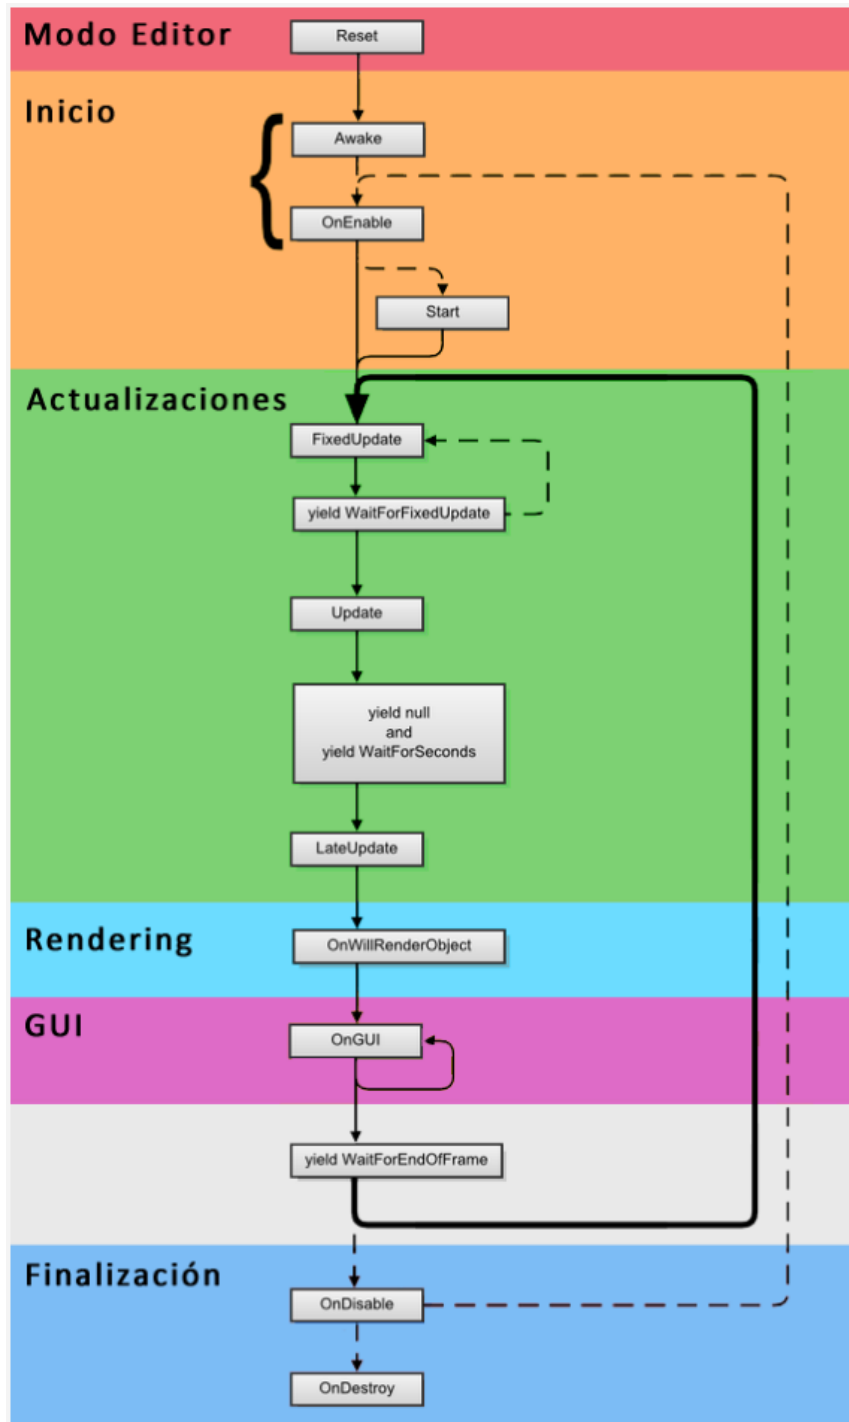 Modo Editor
Reset
Inicio
Awake
OnEnable
Start
Actualizaciones
FixedUpdate
yield WaitForFixedUpdate
Update
yield null
and
yield WaitForSeconds
LateUpdate
Rendering
OnWillRenderObject
GUI
OnGUI
yield WaitForEndOfFrame
Finalización
OnDisable
OnDestroy